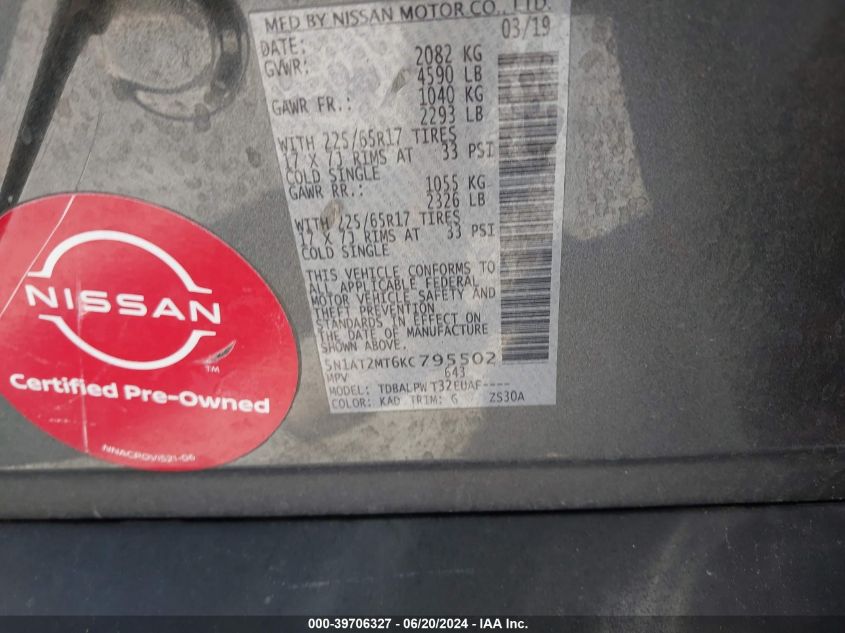 MFD BY NISSAN MOTOR CO., LTD.
DATE: 03/19
GVWR: 2082 KG
4590 LB
GAWR FR.: 1040 KG
2293 LB
WITH 225/65R17 TIRES
17 X 7J RIMS AT 33 PSI
COLD SINGLE
GAWR RR.: 1055 KG
2326 LB
WITH 225/65R17 TIRES
17 X 7J RIMS AT 33 PSI
COLD SINGLE
THIS VEHICLE CONFORMS TO
ALL APPLICABLE FEDERAL
MOTOR VEHICLE SAFETY AND
THEFT PREVENTION
STANDARDS IN EFFECT ON
THE DATE OF MANUFACTURE
SHOWN ABOVE.
5N1AT2MT6KC795502
MPV 643
MODEL: TDBALPWT32EUAF----
COLOR: KAD TRIM: G ZS30A
NISSAN
TM
Certified Pre-Owned
NNACPOVIS21-06
000-39706327 - 06/20/2024 - IAA Inc.